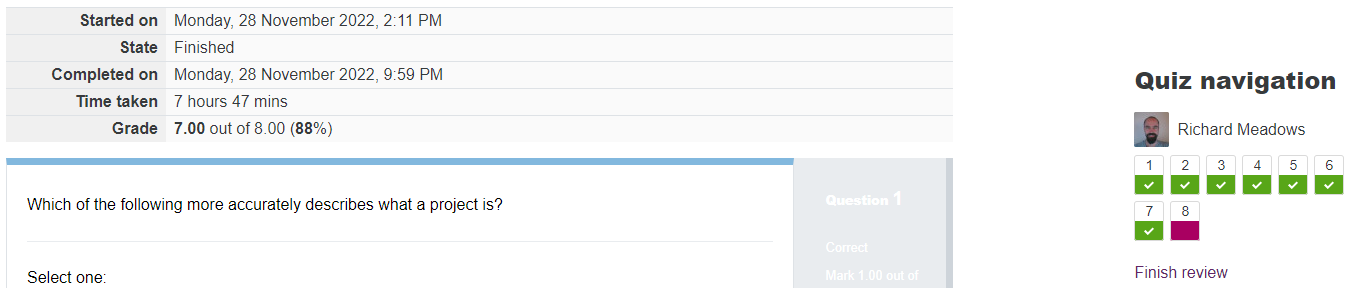 Started on Monday, 28 November 2022, 2:11 PM
State Finished
Completed on Monday, 28 November 2022, 9:59 PM
Time taken 7 hours 47 mins
Grade 7.00 out of 8.00 (88%)
Which of the following more accurately describes what a project is?
Select one:
Question 1
Correct
Mark 1.00 out of
Quiz navigation
Richard Meadows
1 2 3 4 5 6
7 8
Finish review